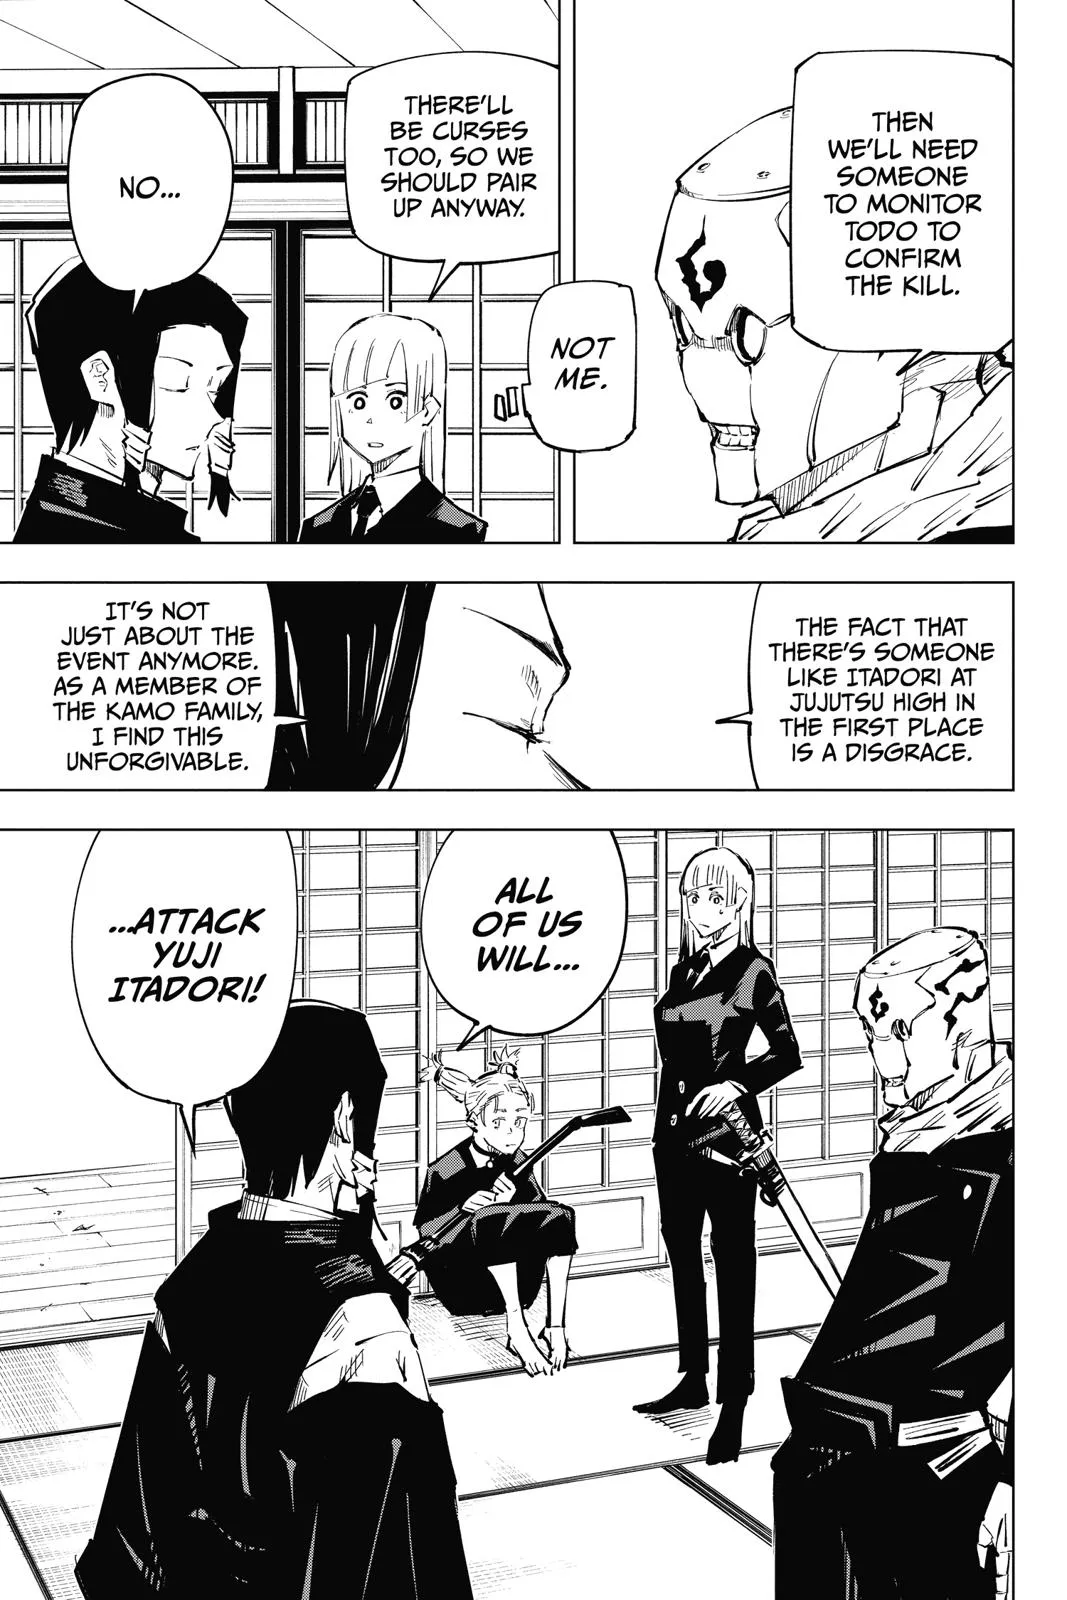 THEN
WE'LL NEED
SOMEONE
TO MONITOR
TODO TO
CONFIRM
THE KILL.
NOT
ME.
THERE'LL
BE CURSES
TOO, SO WE
SHOULD PAIR
UP ANYWAY.
NO...
THE FACT THAT
THERE'S SOMEONE
LIKE ITADORI AT
JUJUTSU HIGH IN
THE FIRST PLACE
IS A DISGRACE.
IT'S NOT
JUST ABOUT THE
EVENT ANYMORE.
AS A MEMBER OF
THE KAMO FAMILY,
I FIND THIS
UNFORGIVABLE.
ALL
OF US
WILL...
...ATTACK
YUJI
ITADORI!